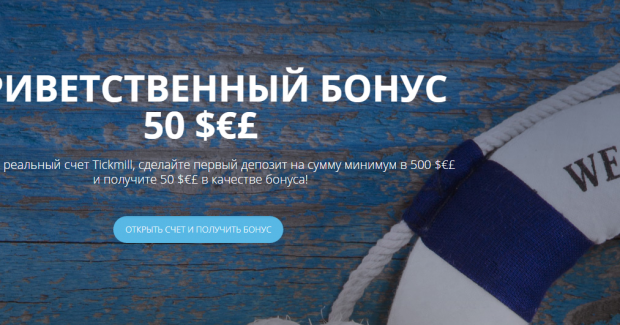 РИВЕТСТВЕННЫЙ БОНУС
50 $€£
реальный счет Tickmill, сделайте первый депозит на сумму минимум в 500 $€£
и получите 50 $€£ в качестве бонуса!
ОТКРЫТЬ СЧЕТ И ПОЛУЧИТЬ БОНУС
WE